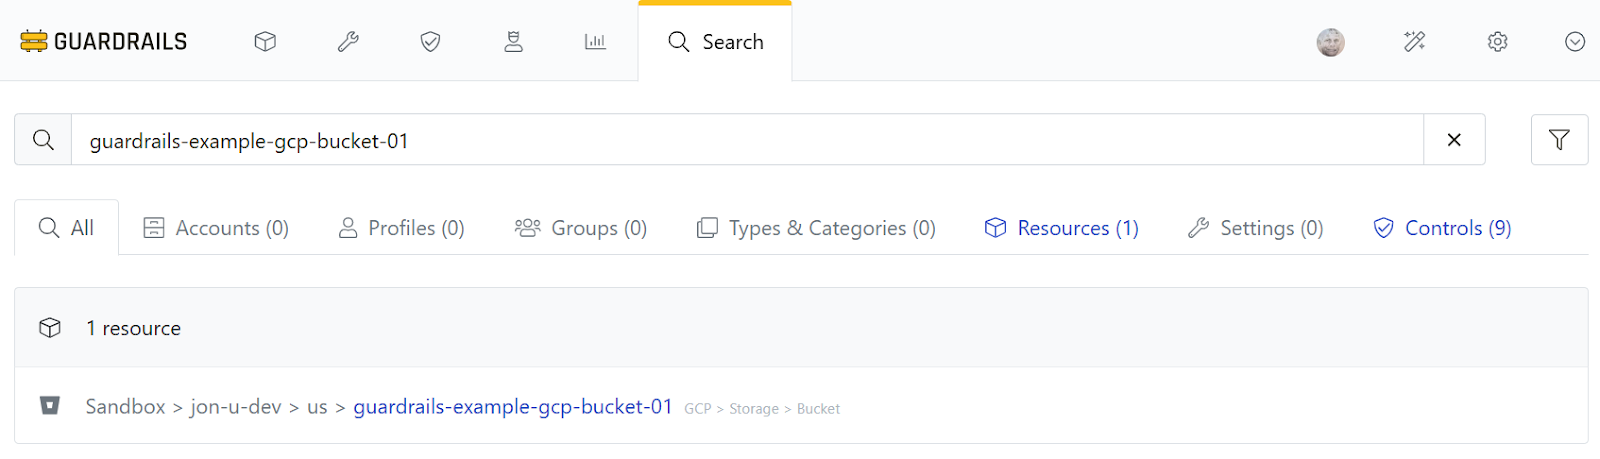 GUARDRAILS Search
guardrails-example-gcp-bucket-01
All Accounts (0) Profiles (0) Groups (0) Types & Categories (0) Resources (1) Settings (0) Controls (9)
1 resource
Sandbox > jon-u-dev > us > guardrails-example-gcp-bucket-01 GCP > Storage > Bucket